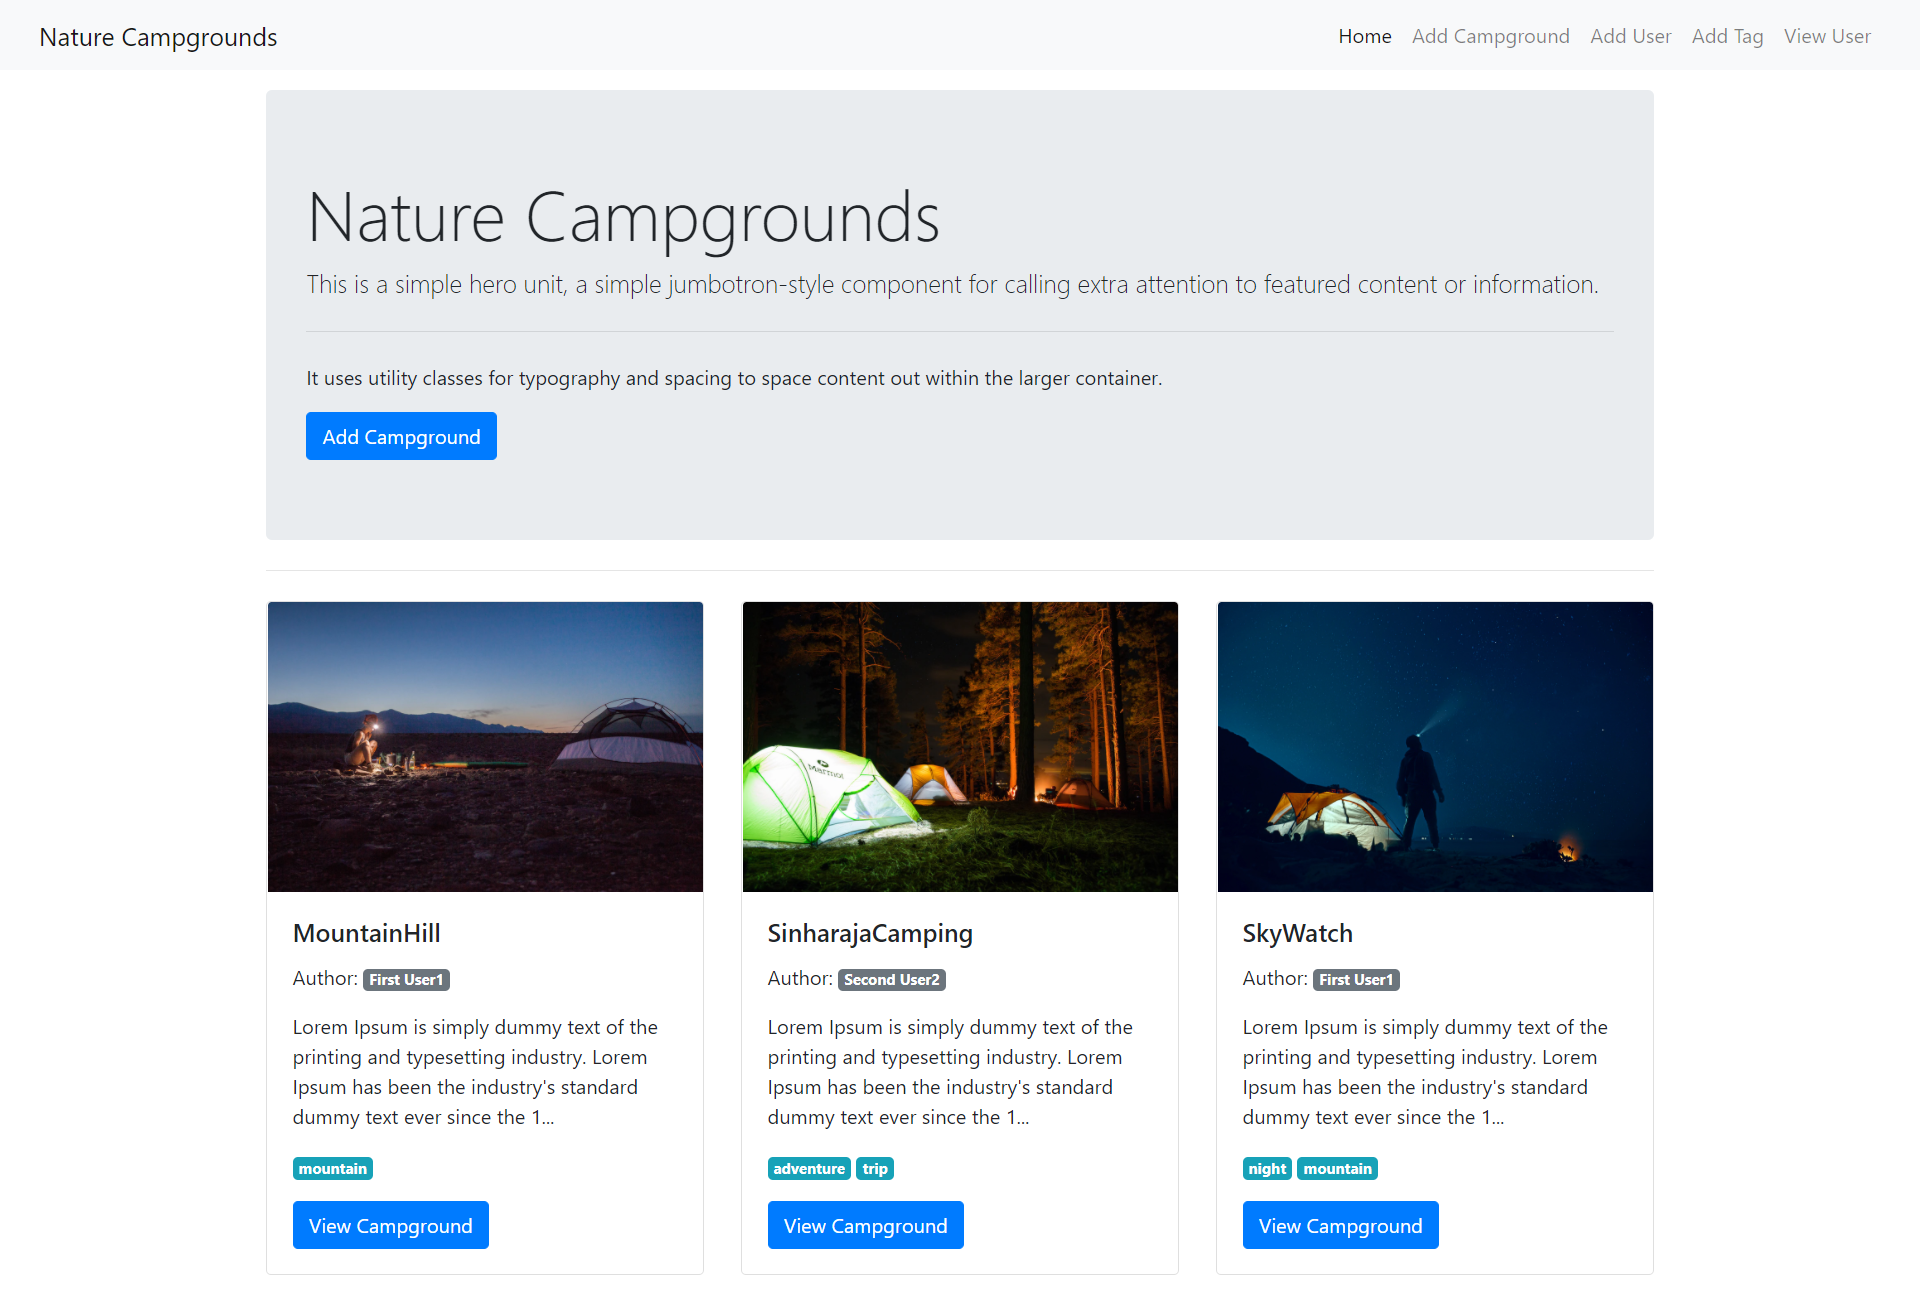 Nature Campgrounds
Home Add Campground Add User Add Tag View User
Nature Campgrounds
This is a simple hero unit, a simple jumbotron-style component for calling extra attention to featured content or information.
It uses utility classes for typography and spacing to space content out within the larger container.
Add Campground
Marmot
MountainHill
Author: First User1
Lorem Ipsum is simply dummy text of the
printing and typesetting industry. Lorem
Ipsum has been the industry's standard
dummy text ever since the 1...
mountain
View Campground
SinharajaCamping
Author: Second User2
Lorem Ipsum is simply dummy text of the
printing and typesetting industry. Lorem
Ipsum has been the industry's standard
dummy text ever since the 1...
adventure trip
View Campground
SkyWatch
Author: First User1
Lorem Ipsum is simply dummy text of the
printing and typesetting industry. Lorem
Ipsum has been the industry's standard
dummy text ever since the 1...
night mountain
View Campground